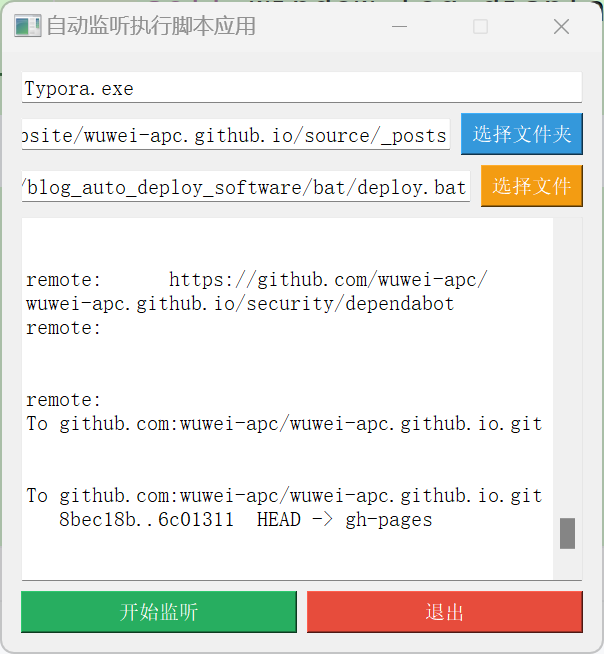 自动监听执行脚本应用
Typora.exe
bsite/wuwei-apc.github.io/source/_posts
选择文件夹
/blog_auto_deploy_software/bat/deploy.bat
选择文件
remote:      https://github.com/wuwei-apc/
wuwei-apc.github.io/security/dependabot
remote:
remote:
To github.com:wuwei-apc/wuwei-apc.github.io.git
To github.com:wuwei-apc/wuwei-apc.github.io.git
   8bec18b..6c01311  HEAD -> gh-pages
开始监听
退出